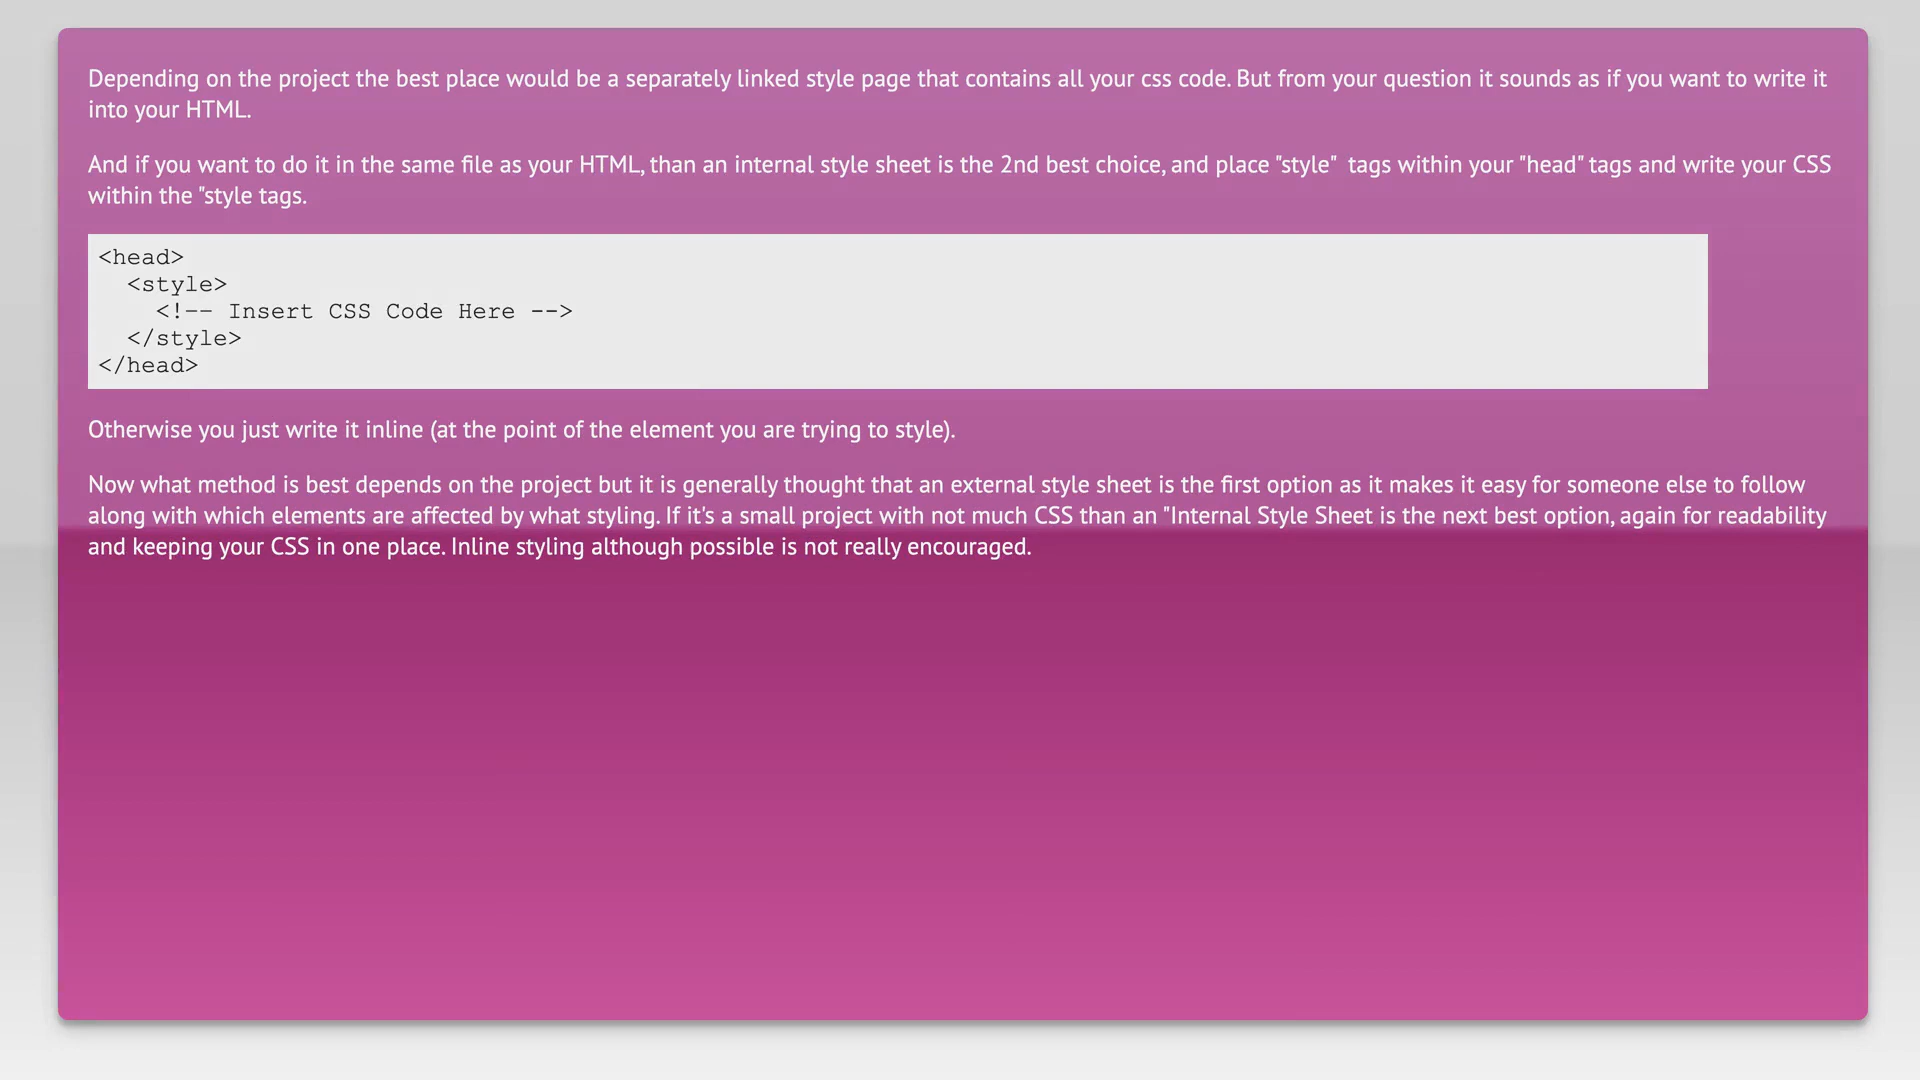 Depending on the project the best place would be a separately linked style page that contains all your css code. But from your question it sounds as if you want to write it
into your HTML.
And if you want to do it in the same file as your HTML, than an internal style sheet is the 2nd best choice, and place "style"  tags within your "head" tags and write your CSS
within the "style tags.
<head>
  <style>
    <!-- Insert CSS Code Here -->
  </style>
</head>
Otherwise you just write it inline (at the point of the element you are trying to style).
Now what method is best depends on the project but it is generally thought that an external style sheet is the first option as it makes it easy for someone else to follow
along with which elements are affected by what styling. If it's a small project with not much CSS than an "Internal Style Sheet is the next best option, again for readability
and keeping your CSS in one place. Inline styling although possible is not really encouraged.